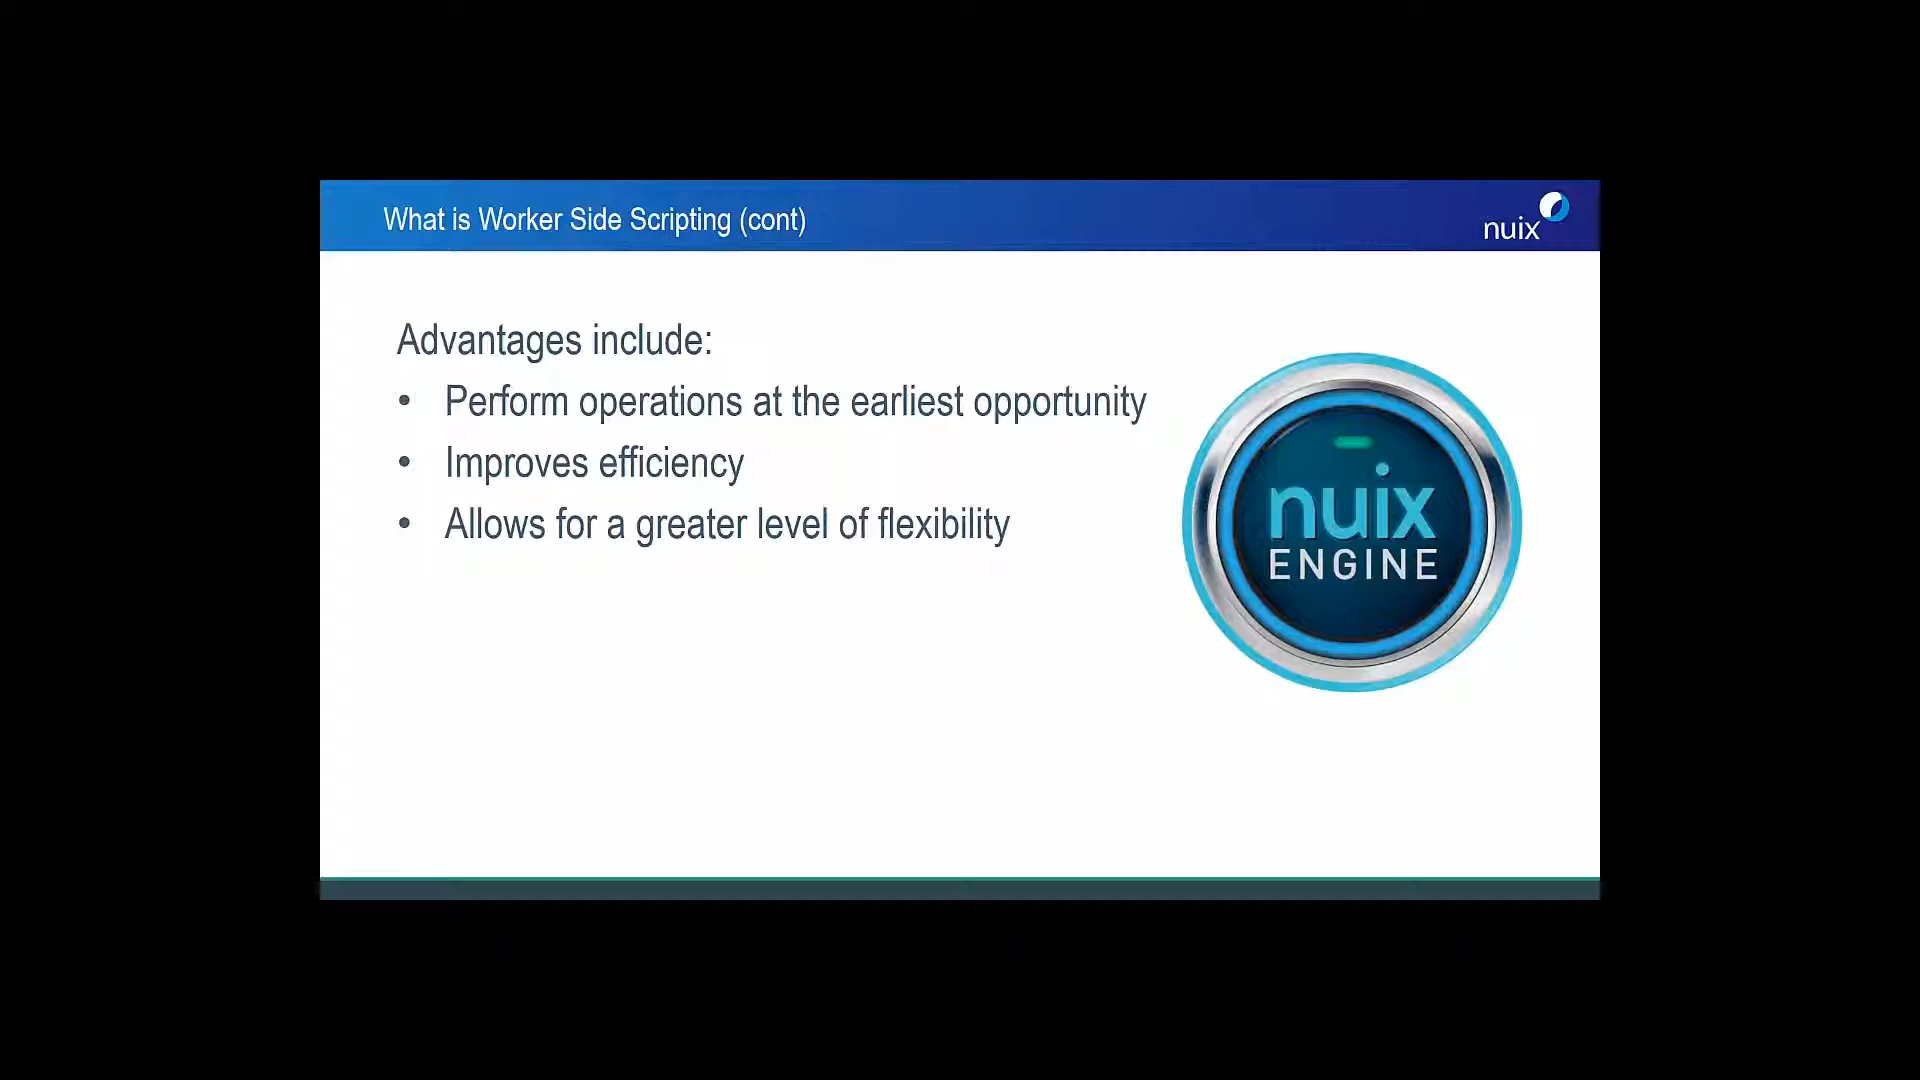 What is Worker Side Scripting (cont)
nuix
Advantages include:
• Perform operations at the earliest opportunity
• Improves efficiency
• Allows for a greater level of flexibility
nuix
ENGINE